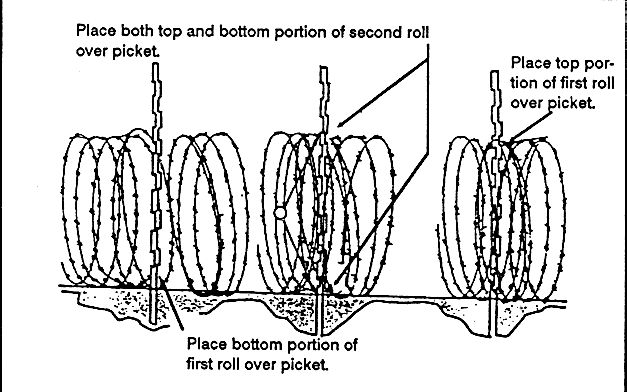 Place both top and bottom portion of second roll
over picket.
Place top por-
tion of first roll
over picket.
Place bottom portion of
first roll over picket.